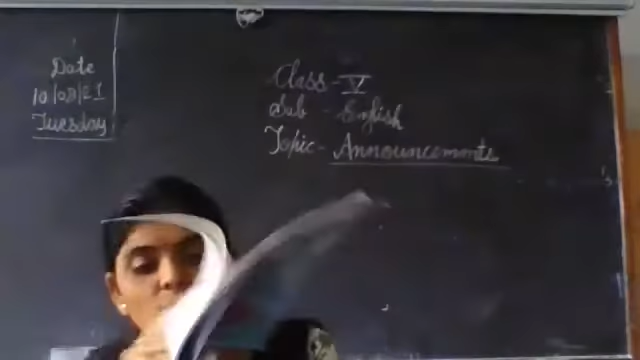 Date
10/08/21
Tuesday
Class - V
Sub - English
Topic - Announcements